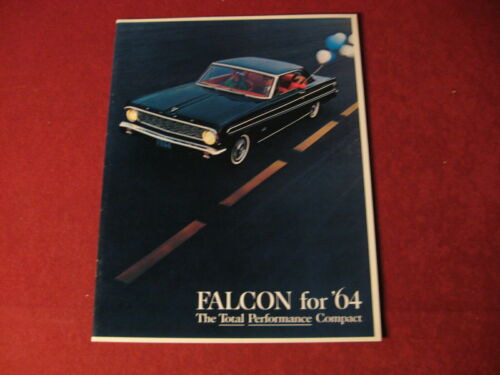 FALCON for '64
The Total Performance Compact